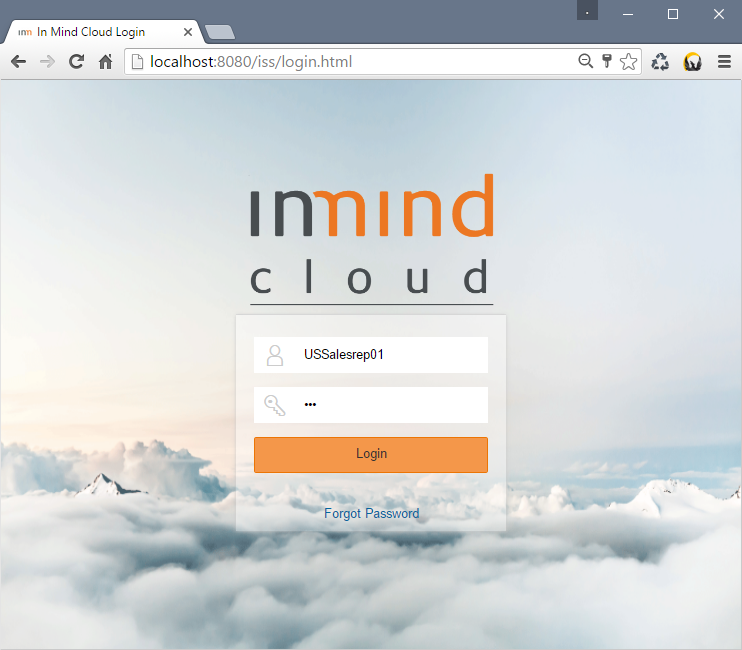 In Mind Cloud Login
localhost:8080/iss/login.html
inmind
cloud
USSalesrep01
•••
Login
Forgot Password